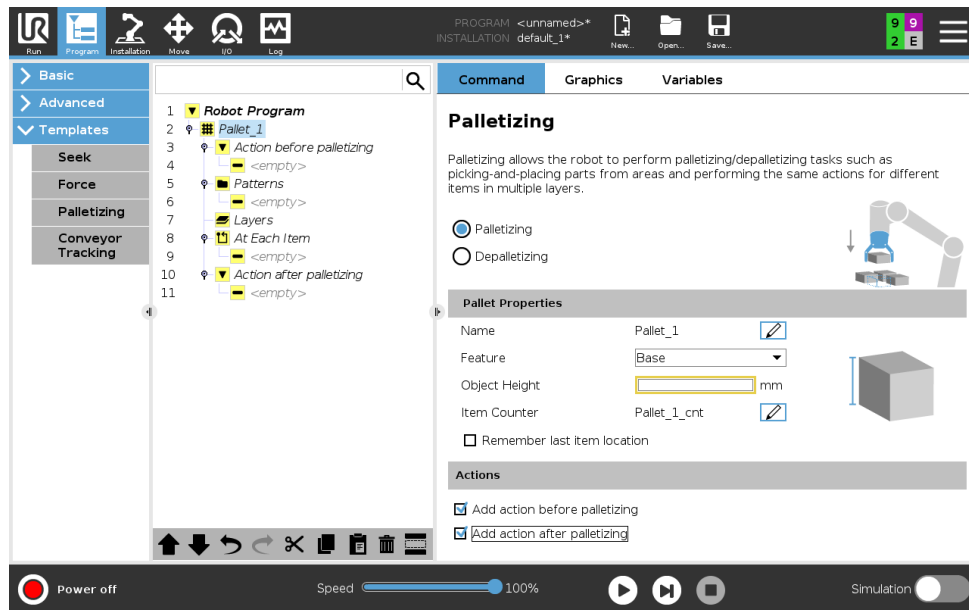 PROGRAM <unnamed>*
INSTALLATION default_1*
Run
Program
Installation
Move
I/O
Log
New...
Open...
Save...
9 9
2 E
Basic
Advanced
Templates
Seek
Force
Palletizing
Conveyor
Tracking
1 Robot Program
2 Pallet_1
3 Action before palletizing
4 <empty>
5 Patterns
6 <empty>
7 Layers
8 At Each Item
9 <empty>
10 Action after palletizing
11 <empty>
Command Graphics Variables
Palletizing
Palletizing allows the robot to perform palletizing/depalletizing tasks such as
picking-and-placing parts from areas and performing the same actions for different
items in multiple layers.
Palletizing
Depalletizing
Pallet Properties
Name Pallet_1
Feature Base
Object Height mm
Item Counter Pallet_1_cnt
Remember last item location
Actions
Add action before palletizing
Add action after palletizing
Power off
Speed 100%
Simulation